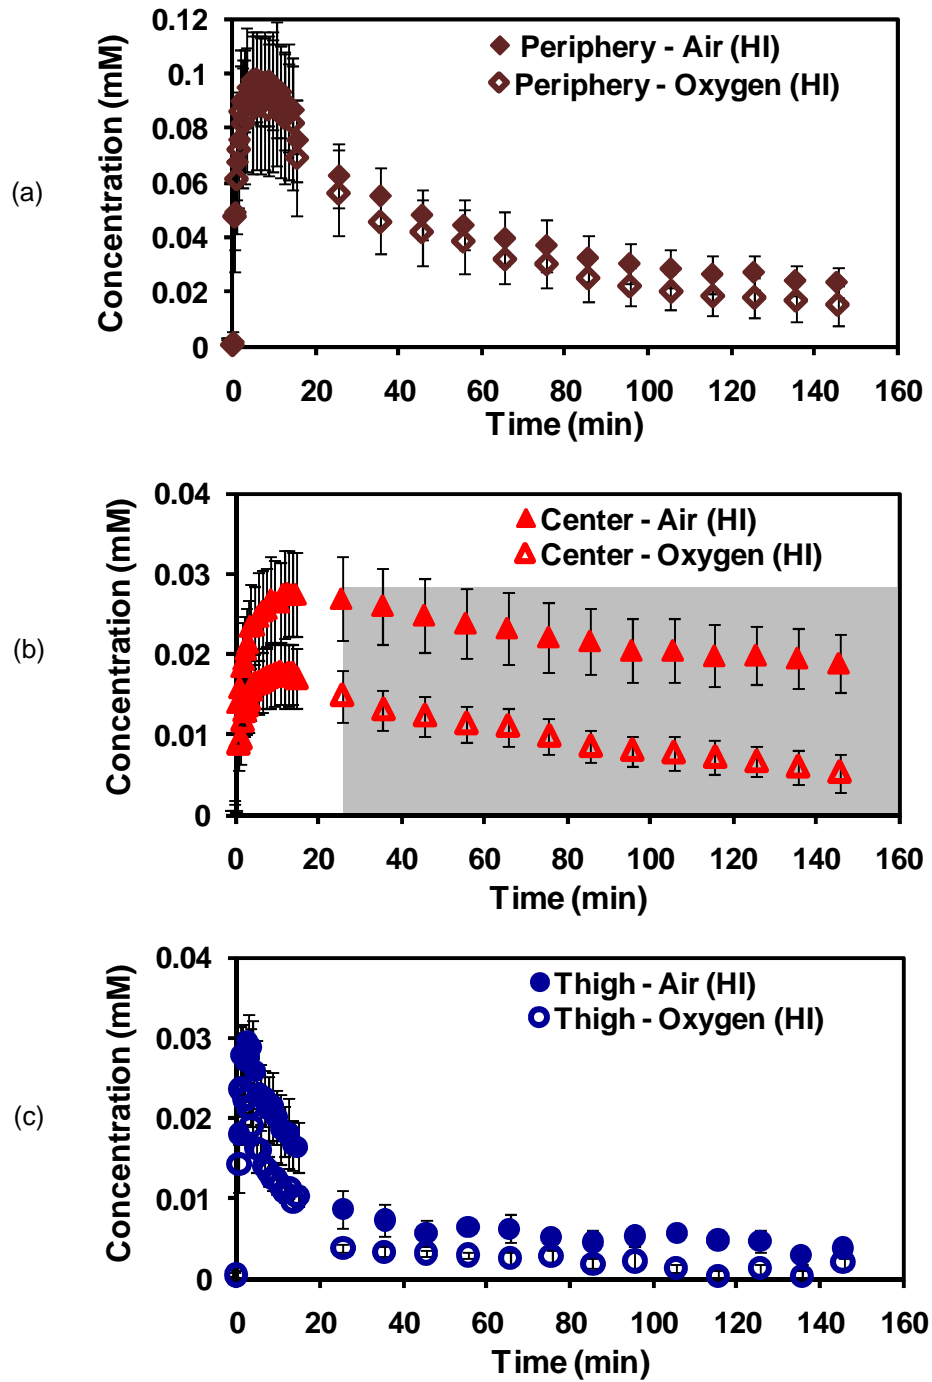 (a)
Concentration (mM)
0.12
0.1
0.08
0.06
0.04
0.02
0
Periphery - Air (HI)
Periphery - Oxygen (HI)
0 20 40 60 80 100 120 140 160
Time (min)
(b)
Concentration (mM)
0.04
0.03
0.02
0.01
0
Center - Air (HI)
Center - Oxygen (HI)
0 20 40 60 80 100 120 140 160
Time (min)
(c)
Concentration (mM)
0.04
0.03
0.02
0.01
0
Thigh - Air (HI)
Thigh - Oxygen (HI)
0 20 40 60 80 100 120 140 160
Time (min)